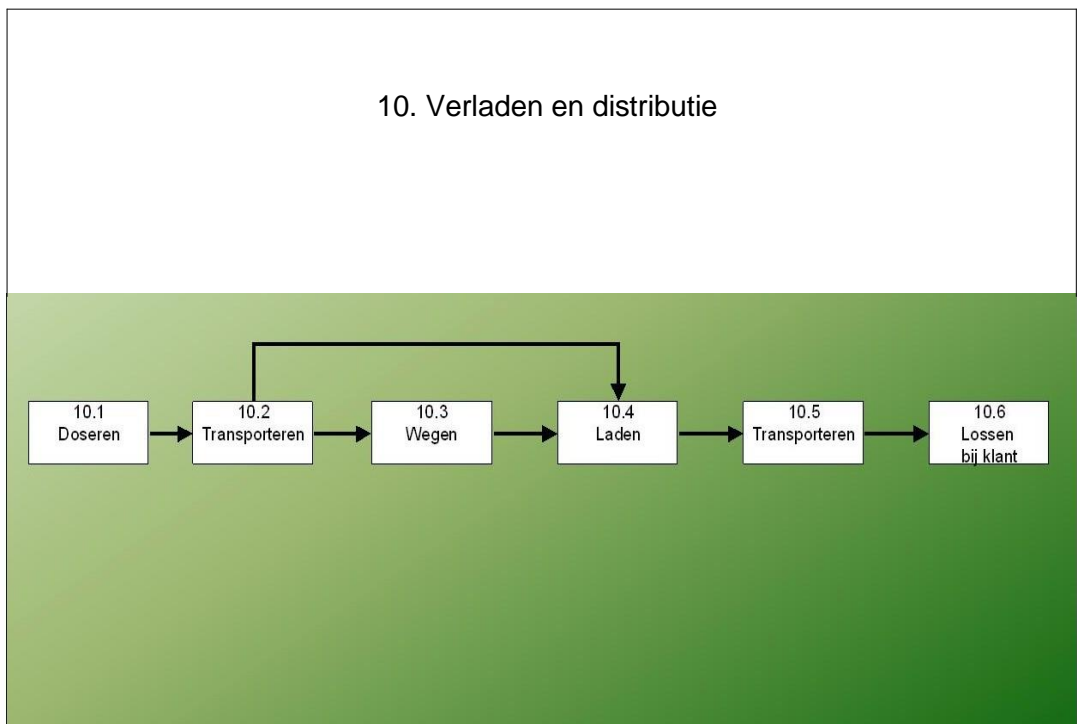 10. Verladen en distributie
10.1
Doseren
10.2
Transporteren
10.3
Wegen
10.4
Laden
10.5
Transporteren
10.6
Lossen
bij klant